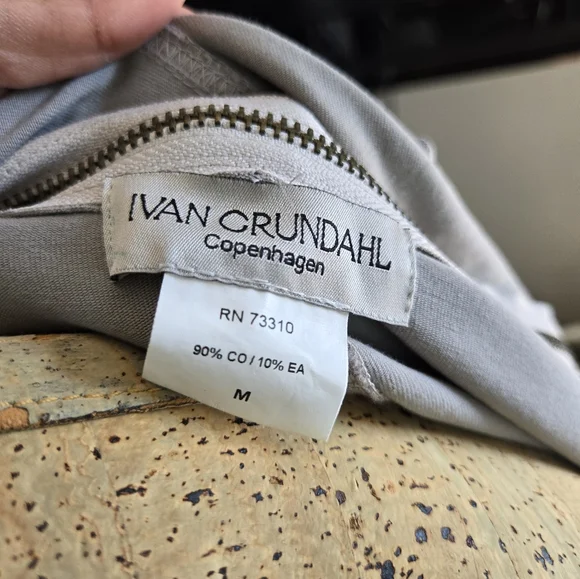 IVAN GRUNDAHL
Copenhagen
RN 73310
90% CO / 10% EA
M